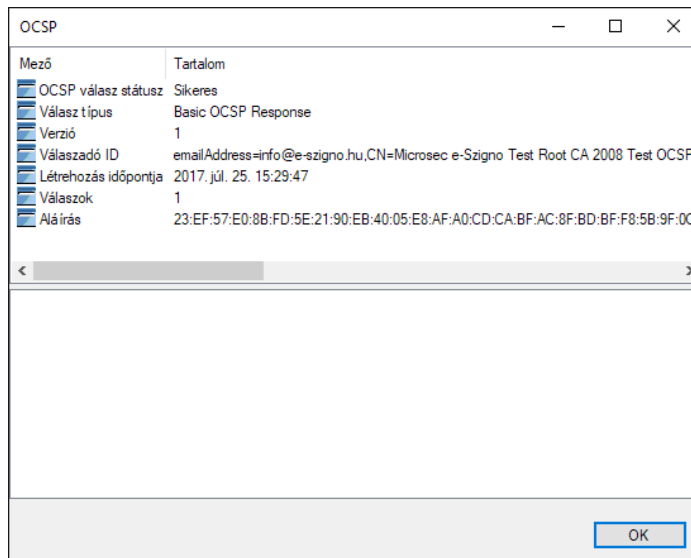 OCSP
Mező Tartalom
OCSP válasz státusz Sikeres
Válasz típus Basic OCSP Response
Verzió 1
Válaszadó ID emailAddress=info@e-szigno.hu,CN=Microsec e-Szigno Test Root CA 2008 Test OCSP
Létrehozás időpontja 2017. júl. 25. 15:29:47
Válaszok 1
Aláírás 23:EF:57:E0:8B:FD:5E:21:90:EB:40:05:E8:AF:A0:CD:CA:BF:AC:8F:BD:BF:F8:5B:9F:0C
OK